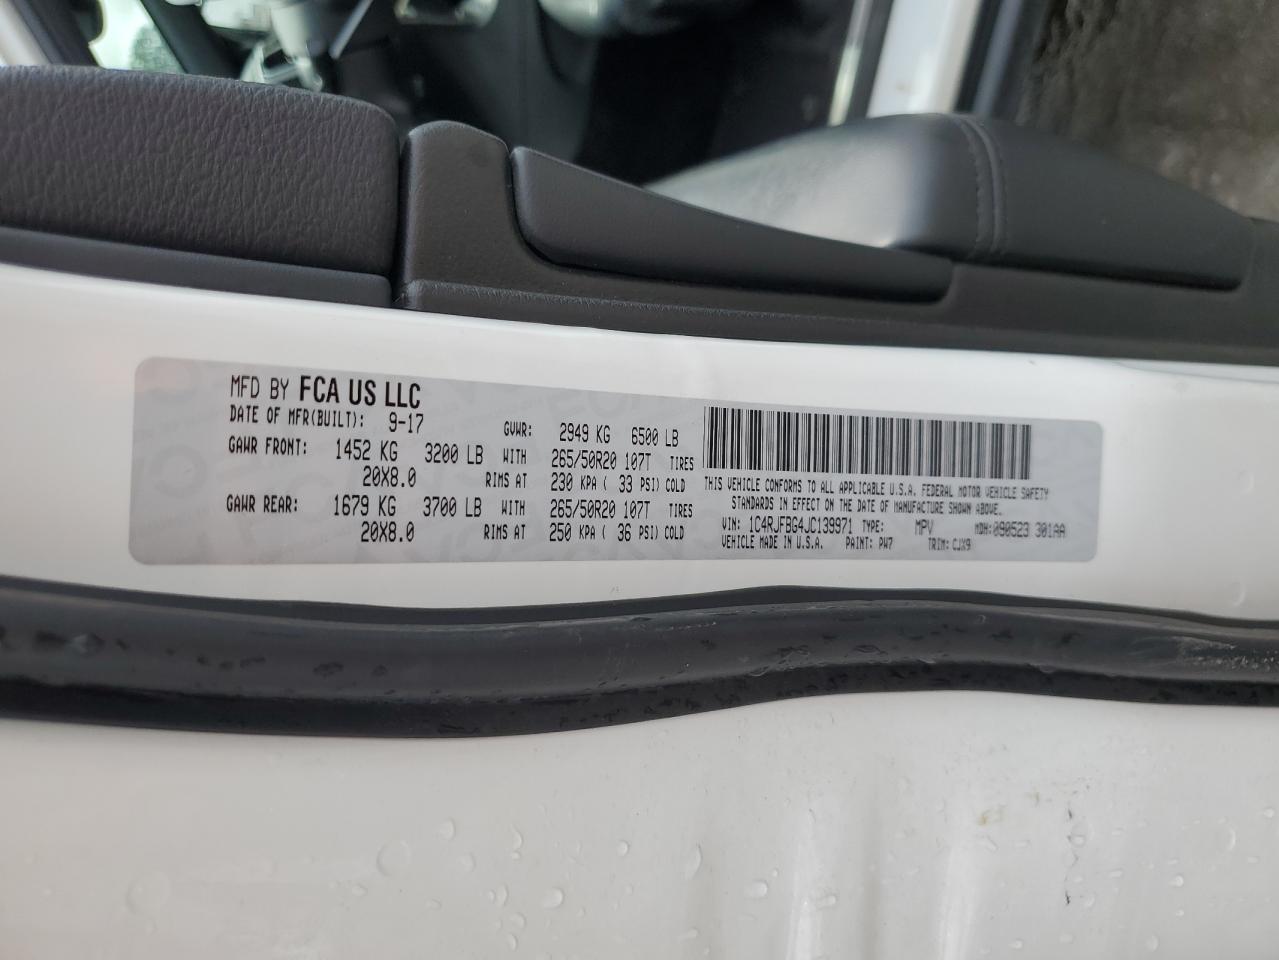 MFD BY FCA US LLC
DATE OF MFR(BUILT): 9-17 GVWR: 2949 KG 6500 LB
GAWR FRONT: 1452 KG 3200 LB WITH 265/50R20 107T TIRES
20X8.0 RIMS AT 230 KPA ( 33 PSI) COLD
GAWR REAR: 1679 KG 3700 LB WITH 265/50R20 107T TIRES
20X8.0 RIMS AT 250 KPA ( 36 PSI) COLD
THIS VEHICLE CONFORMS TO ALL APPLICABLE U.S.A. FEDERAL MOTOR VEHICLE SAFETY
STANDARDS IN EFFECT ON THE DATE OF MANUFACTURE SHOWN ABOVE.
VIN: 1C4RJFBG4JC139971 TYPE: MPV MDH:090523 301AA
VEHICLE MADE IN U.S.A. PAINT: PW7 TRIM: CJX9